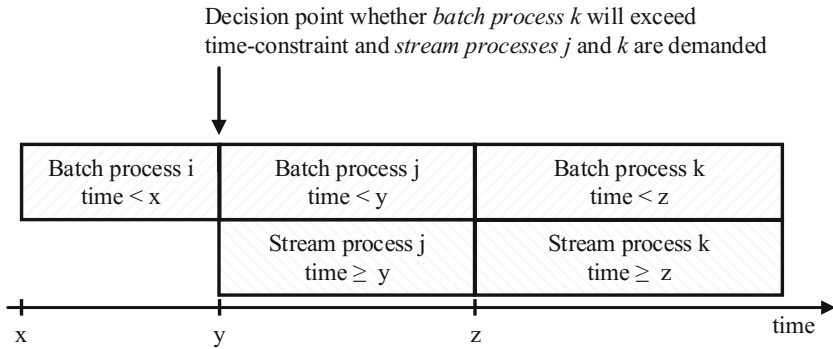 Decision point whether batch process k will exceed
time-constraint and stream processes j and k are demanded
Batch process i
time < x
Batch process j
time < y
Batch process k
time < z
Stream process j
time ≥ y
Stream process k
time ≥ z
x
y
z
time